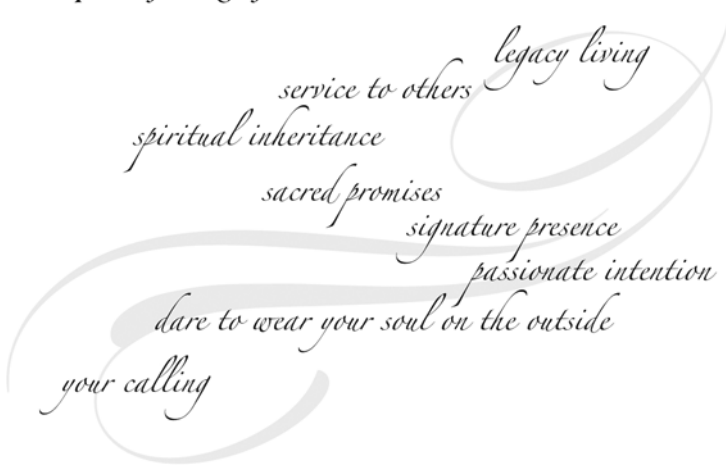 legacy living
service to others
spiritual inheritance
sacred promises
signature presence
passionate intention
dare to wear your soul on the outside
your calling